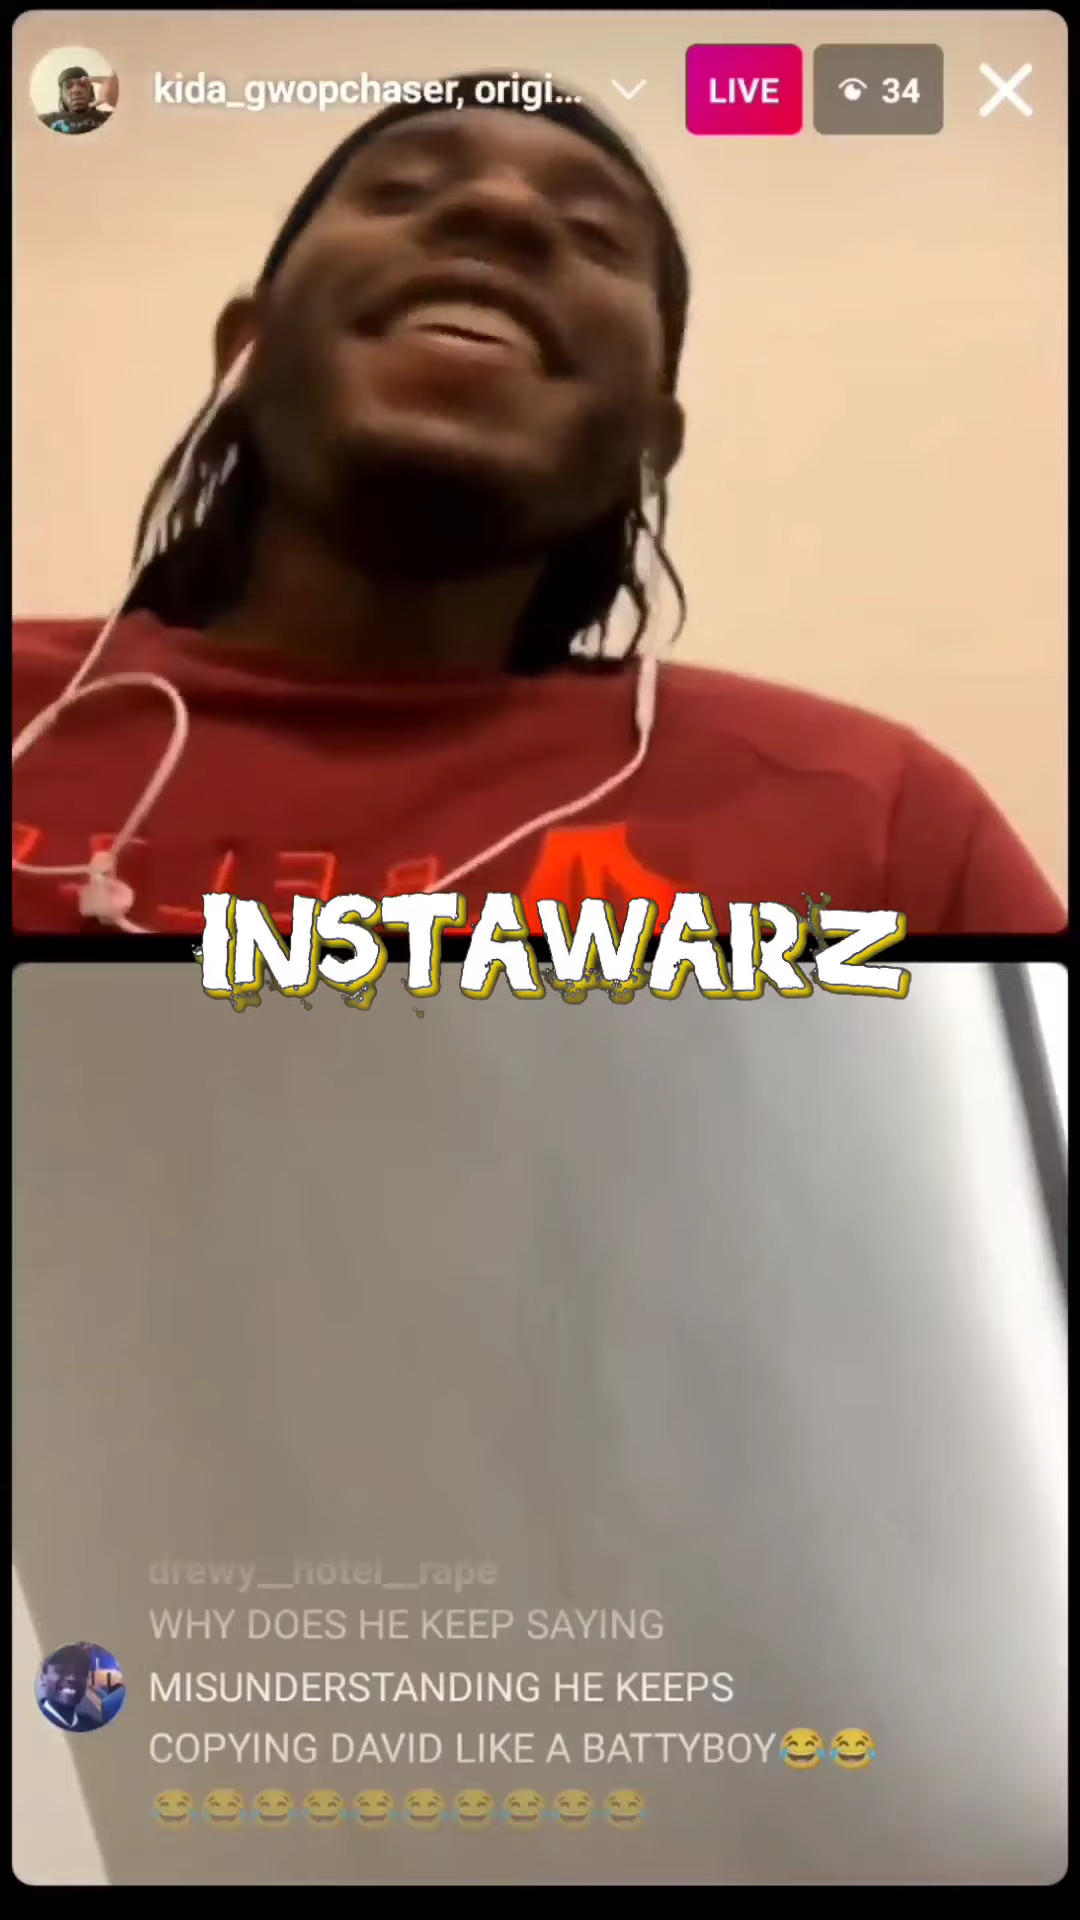 kida_gwopchaser, origi...
LIVE
34
INSTAWARZ
drewy__hotel__rape
WHY DOES HE KEEP SAYING
MISUNDERSTANDING HE KEEPS
COPYING DAVID LIKE A BATTYBOY😂😂
😂😂😂😂😂😂😂😂😂😂